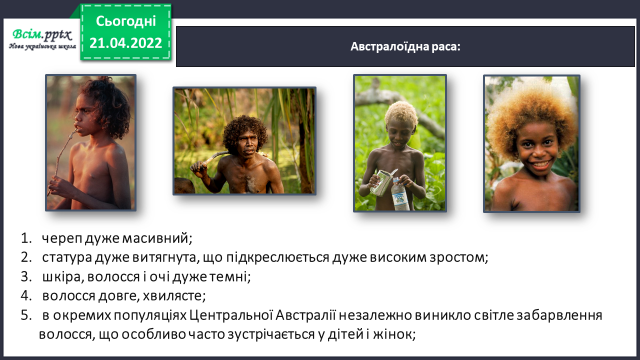 Всім.pptx
Нова українська школа
Сьогодні
21.04.2022
Австралоїдна раса:
1. череп дуже масивний;
2. статура дуже витягнута, що підкреслюється дуже високим зростом;
3. шкіра, волосся і очі дуже темні;
4. волосся довге, хвилясте;
5. в окремих популяціях Центральної Австралії незалежно виникло світле забарвлення
волосся, що особливо часто зустрічається у дітей і жінок;